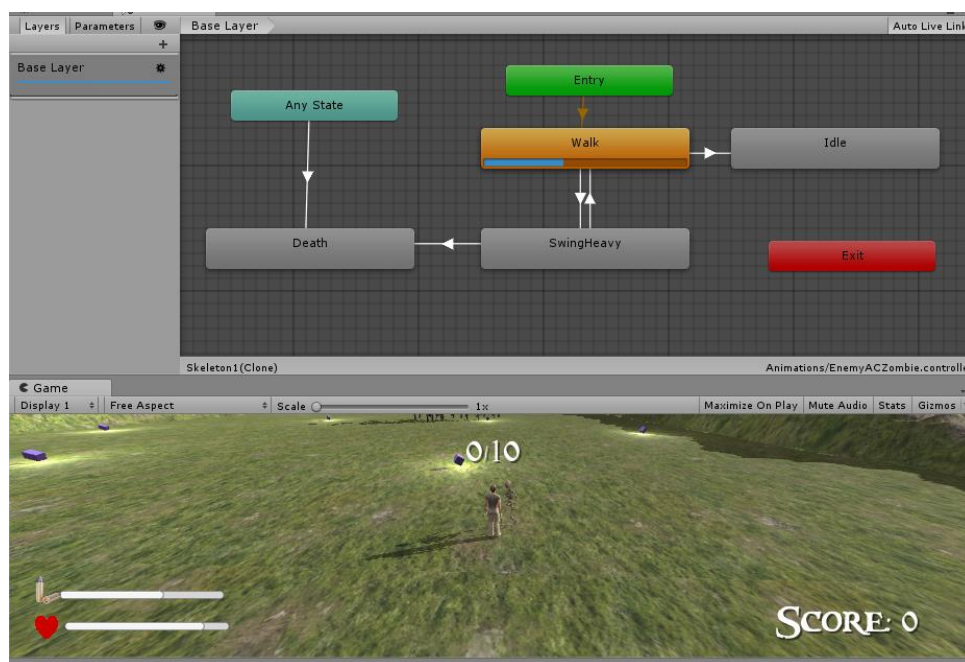 Layers Parameters
Base Layer
Auto Live Link
+
Base Layer
Entry
Any State
Walk
Idle
Death
SwingHeavy
Exit
Skeleton1(Clone)
Animations/EnemyACZombie.controlle
Game
Display 1
Free Aspect
Scale
1x
Maximize On Play
Mute Audio
Stats
Gizmos
0/10
SCORE: 0